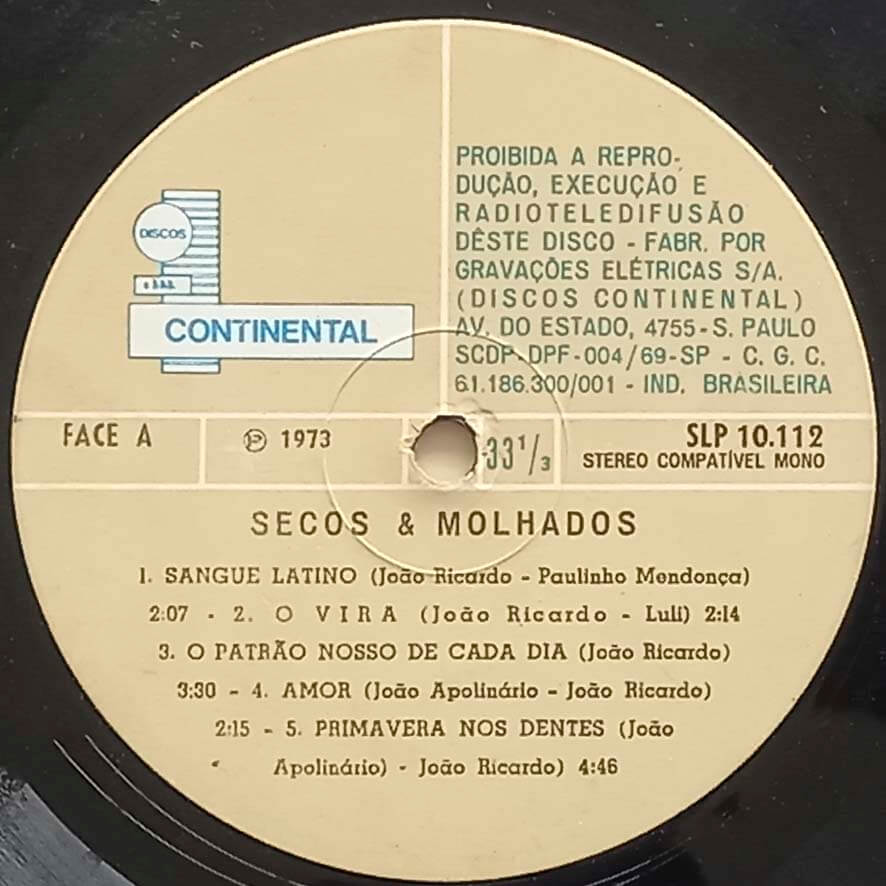 DISCOS
CONTINENTAL
PROIBIDA A REPRO-
DUÇÃO, EXECUÇÃO E
RADIOTELEDIFUSÃO
DÊSTE DISCO - FABR. POR
GRAVAÇÕES ELÉTRICAS S/A.
(DISCOS CONTINENTAL)
AV. DO ESTADO, 4755 - S. PAULO
SCDP-DPF-004/69-SP - C. G. C.
61.186.300/001 - IND. BRASILEIRA
FACE A
℗ 1973
33 1/3
SLP 10.112
STEREO COMPATÍVEL MONO
SECOS & MOLHADOS
1. SANGUE LATINO (João Ricardo - Paulinho Mendonça)
2:07 - 2. O VIRA (João Ricardo - Luli) 2:14
3. O PATRÃO NOSSO DE CADA DIA (João Ricardo)
3:30 - 4. AMOR (João Apolinário - João Ricardo)
2:15 - 5. PRIMAVERA NOS DENTES (João
Apolinário) - João Ricardo) 4:46